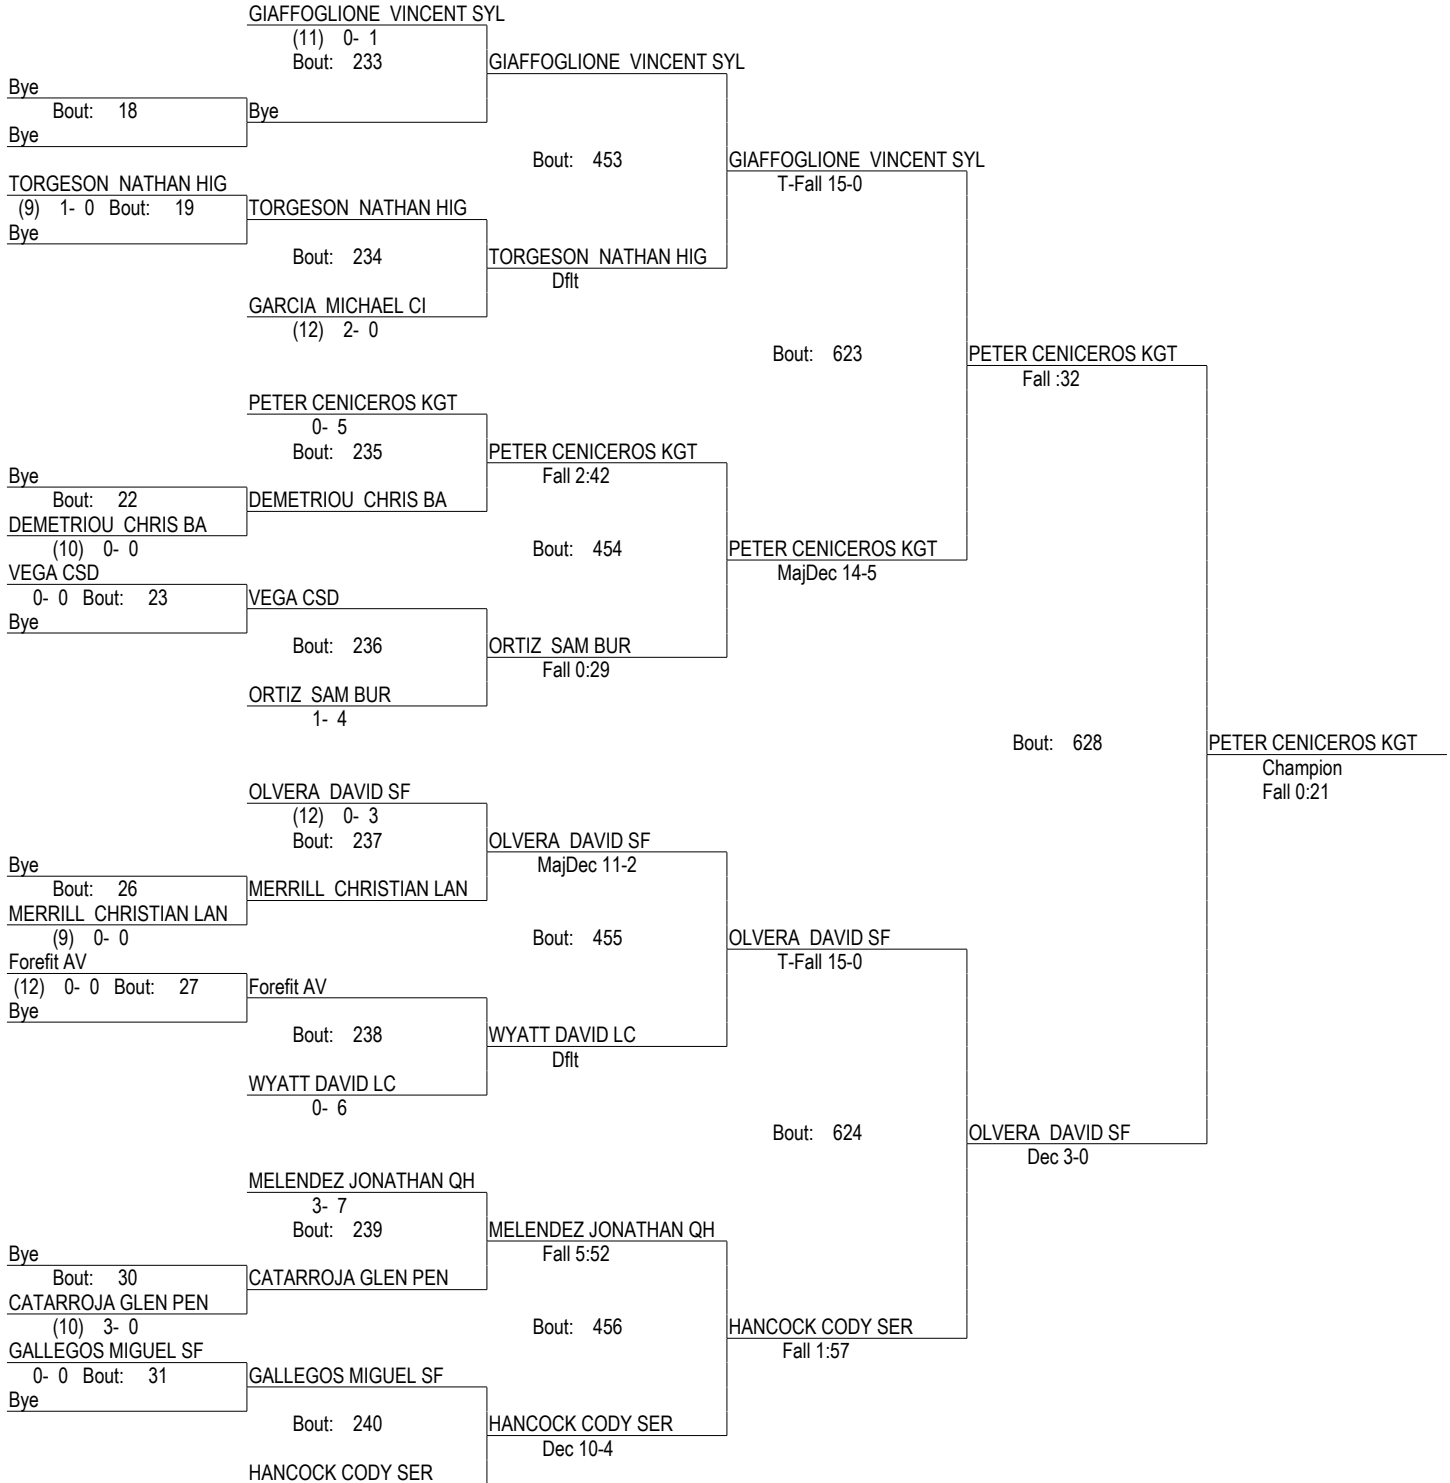 GIAFFOGLIONE  VINCENT SYL
(11)   0-  1
Bout:   233
GIAFFOGLIONE  VINCENT SYL
Bye
Bout:   18
Bye
Bye
Bout:   453
GIAFFOGLIONE  VINCENT SYL
T-Fall 15-0
TORGESON  NATHAN HIG
(9)   1-  0   Bout:   19
TORGESON  NATHAN HIG
Bye
Bout:   234
TORGESON  NATHAN HIG
Dflt
GARCIA  MICHAEL CI
(12)   2-  0
Bout:   623
PETER CENICEROS KGT
Fall :32
PETER CENICEROS KGT
0-  5
Bout:   235
PETER CENICEROS KGT
Fall 2:42
Bye
Bout:   22
DEMETRIOU  CHRIS BA
DEMETRIOU  CHRIS BA
(10)   0-  0
Bout:   454
PETER CENICEROS KGT
MajDec 14-5
VEGA CSD
0-  0   Bout:   23
VEGA CSD
Bye
Bout:   236
ORTIZ  SAM BUR
Fall 0:29
ORTIZ  SAM BUR
1-  4
Bout:   628
PETER CENICEROS KGT
Champion
Fall 0:21
OLVERA  DAVID SF
(12)   0-  3
Bout:   237
OLVERA  DAVID SF
MajDec 11-2
Bye
Bout:   26
MERRILL  CHRISTIAN LAN
MERRILL  CHRISTIAN LAN
(9)   0-  0
Bout:   455
OLVERA  DAVID SF
T-Fall 15-0
Forefit AV
(12)   0-  0   Bout:   27
Forefit AV
Bye
Bout:   238
WYATT DAVID LC
Dflt
WYATT DAVID LC
0-  6
Bout:   624
OLVERA  DAVID SF
Dec 3-0
MELENDEZ JONATHAN QH
3-  7
Bout:   239
MELENDEZ JONATHAN QH
Fall 5:52
Bye
Bout:   30
CATARROJA GLEN PEN
CATARROJA GLEN PEN
(10)   3-  0
Bout:   456
HANCOCK CODY SER
Fall 1:57
GALLEGOS MIGUEL SF
0-  0   Bout:   31
GALLEGOS MIGUEL SF
Bye
Bout:   240
HANCOCK CODY SER
Dec 10-4
HANCOCK CODY SER